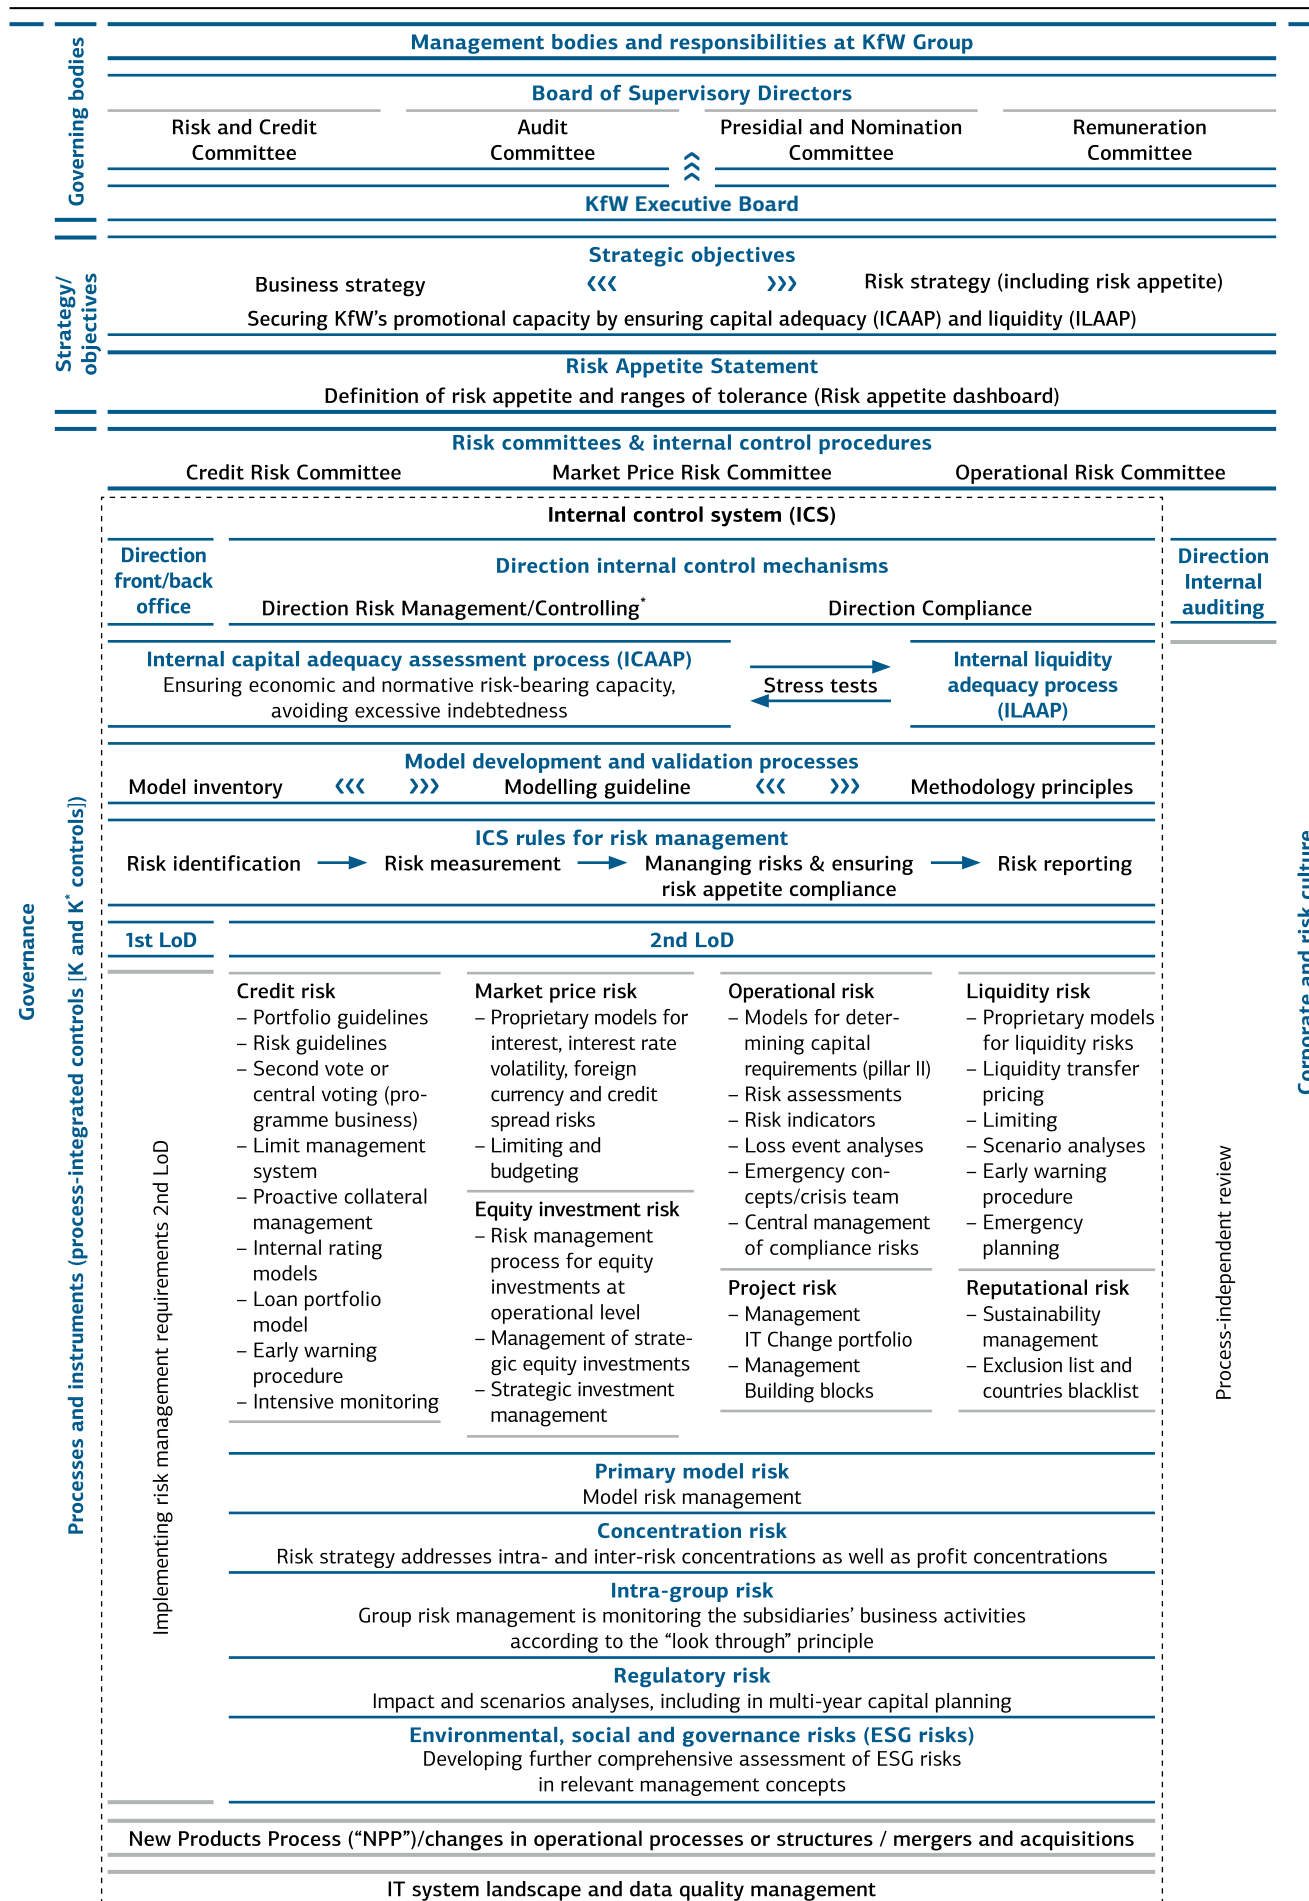 Management bodies and responsibilities at KfW Group
Governing bodies
Board of Supervisory Directors
Risk and Credit
Committee
Audit
Committee
Presidial and Nomination
Committee
Remuneration
Committee
KfW Executive Board
Strategy/
objectives
Strategic objectives
Business strategy
Risk strategy (including risk appetite)
Securing KfW's promotional capacity by ensuring capital adequacy (ICAAP) and liquidity (ILAAP)
Risk Appetite Statement
Definition of risk appetite and ranges of tolerance (Risk appetite dashboard)
Governance
Processes and instruments (process-integrated controls [K and K* controls])
Risk committees & internal control procedures
Credit Risk Committee
Market Price Risk Committee
Operational Risk Committee
Internal control system (ICS)
Direction
front/back
office
Direction internal control mechanisms
Direction Risk Management/Controlling*
Direction Compliance
Direction
Internal
auditing
Internal capital adequacy assessment process (ICAAP)
Ensuring economic and normative risk-bearing capacity,
avoiding excessive indebtedness
Stress tests
Internal liquidity
adequacy process
(ILAAP)
Model development and validation processes
Model inventory
Modelling guideline
Methodology principles
ICS rules for risk management
Risk identification
Risk measurement
Mananging risks & ensuring
risk appetite compliance
Risk reporting
1st LoD
2nd LoD
Implementing risk management requirements 2nd LoD
Credit risk
– Portfolio guidelines
– Risk guidelines
– Second vote or
central voting (pro-
gramme business)
– Limit management
system
– Proactive collateral
management
– Internal rating
models
– Loan portfolio
model
– Early warning
procedure
– Intensive monitoring
Market price risk
– Proprietary models for
interest, interest rate
volatility, foreign
currency and credit
spread risks
– Limiting and
budgeting
Equity investment risk
– Risk management
process for equity
investments at
operational level
– Management of strate-
gic equity investments
– Strategic investment
management
Operational risk
– Models for deter-
mining capital
requirements (pillar II)
– Risk assessments
– Risk indicators
– Loss event analyses
– Emergency con-
cepts/crisis team
– Central management
of compliance risks
Project risk
– Management
IT Change portfolio
– Management
Building blocks
Liquidity risk
– Proprietary models
for liquidity risks
– Liquidity transfer
pricing
– Limiting
– Scenario analyses
– Early warning
procedure
– Emergency
planning
Reputational risk
– Sustainability
management
– Exclusion list and
countries blacklist
Process-independent review
Corporate and risk culture
Primary model risk
Model risk management
Concentration risk
Risk strategy addresses intra- and inter-risk concentrations as well as profit concentrations
Intra-group risk
Group risk management is monitoring the subsidiaries' business activities
according to the “look through” principle
Regulatory risk
Impact and scenarios analyses, including in multi-year capital planning
Environmental, social and governance risks (ESG risks)
Developing further comprehensive assessment of ESG risks
in relevant management concepts
New Products Process (“NPP”)/changes in operational processes or structures / mergers and acquisitions
IT system landscape and data quality management